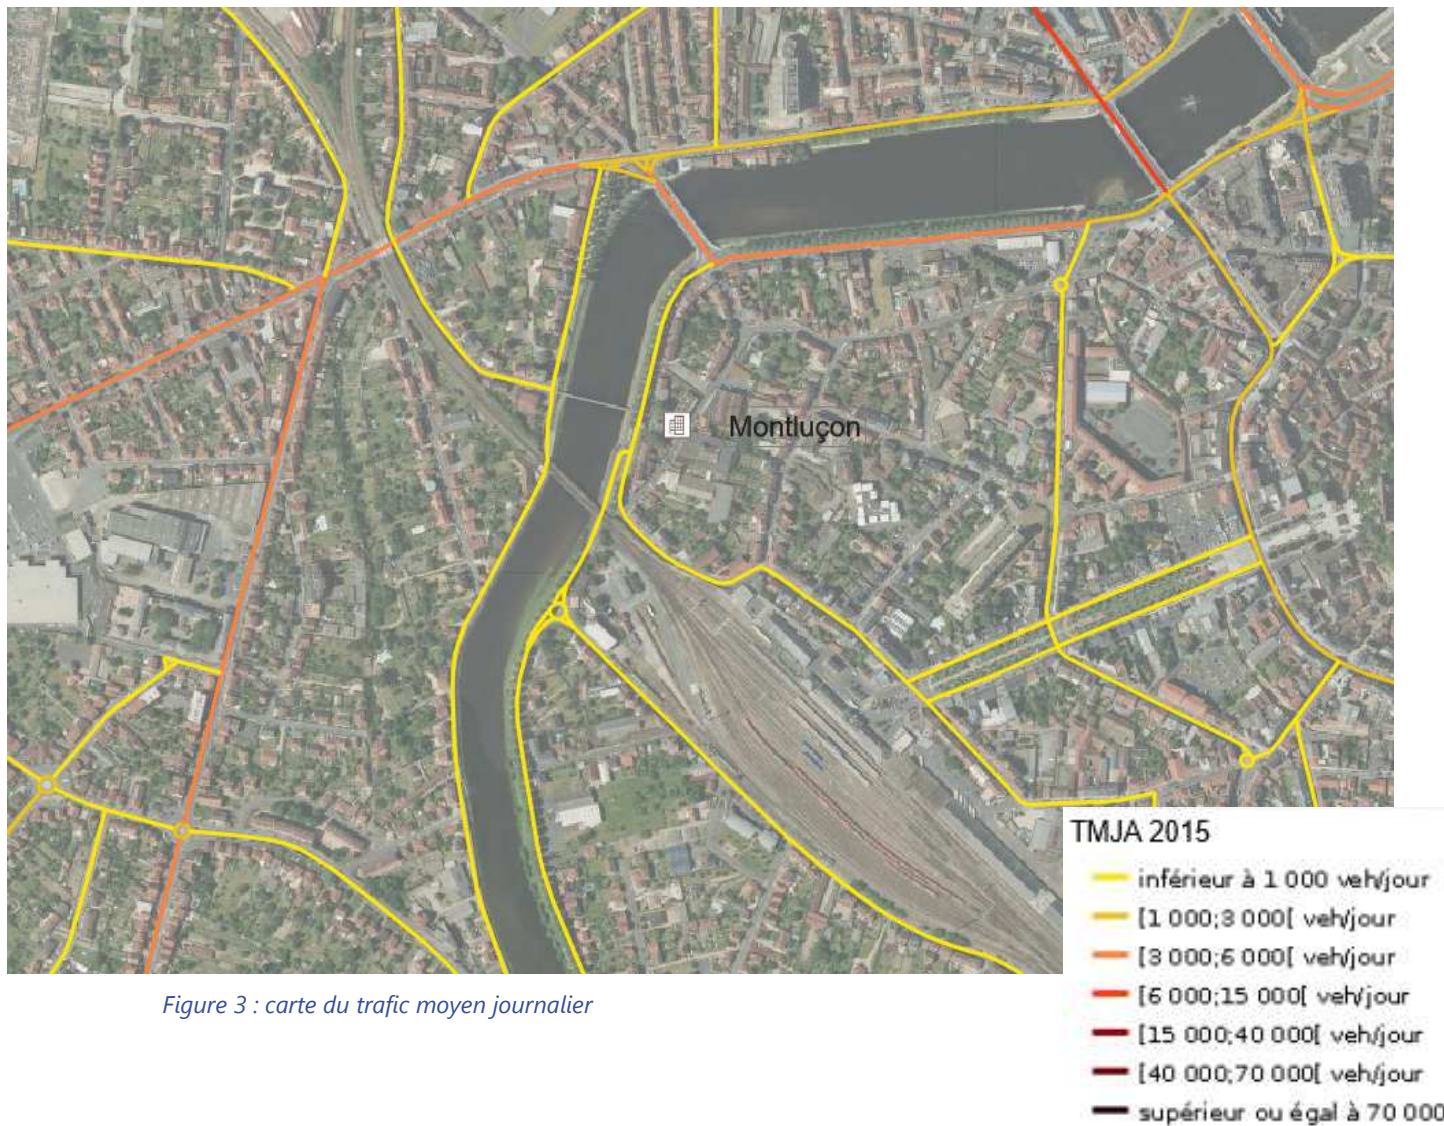 Montluçon
TMJA 2015
inférieur à 1 000 veh/jour
[1 000;3 000[ veh/jour
[3 000;6 000[ veh/jour
[6 000;15 000[ veh/jour
[15 000;40 000[ veh/jour
[40 000;70 000[ veh/jour
supérieur ou égal à 70 000
Figure 3 : carte du trafic moyen journalier